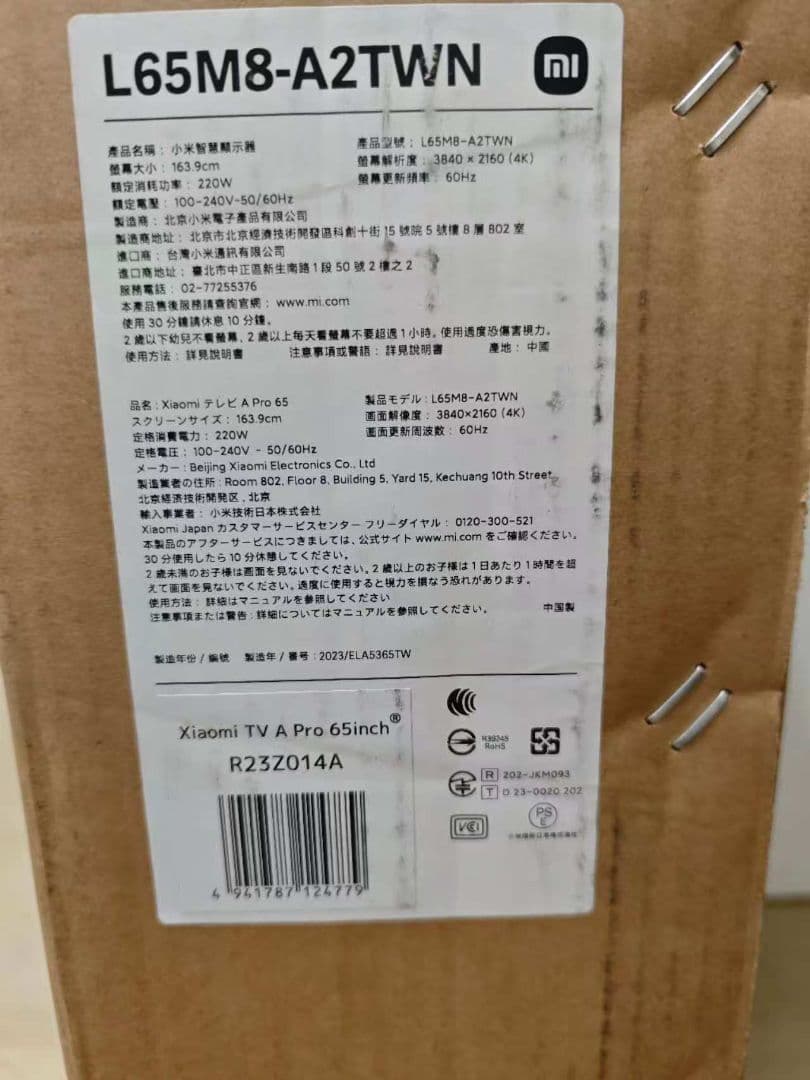 L65M8-A2TWN
mi
產品名稱：小米智慧顯示器
產品型號：L65M8-A2TWN
螢幕大小：163.9cm
螢幕解析度：3840 × 2160 (4K)
額定消耗功率：220W
螢幕更新頻率：60Hz
額定電壓：100-240V~50/60Hz
製造商：北京小米電子產品有限公司
製造商地址：北京市北京經濟技術開發區科創十街 15 號院 5 號樓 8 層 802 室
進口商：台灣小米通訊有限公司
進口商地址：臺北市中正區新生南路 1 段 50 號 2 樓之 2
服務電話：02-77255376
本產品售後服務請查詢官網：www.mi.com
使用 30 分鐘請休息 10 分鐘。
2 歲以下幼兒不看螢幕，2 歲以上每天看螢幕不要超過 1 小時。使用過度恐傷害視力。
使用方法：詳見說明書 注意事項或警語：詳見說明書 產地：中國
品名：Xiaomi テレビ A Pro 65
製品モデル：L65M8-A2TWN
スクリーンサイズ：163.9cm
画面解像度：3840×2160 (4K)
定格消費電力：220W
画面更新周波数：60Hz
定格電圧：100-240V ~ 50/60Hz
メーカー：Beijing Xiaomi Electronics Co., Ltd
製造業者の住所：Room 802, Floor 8, Building 5, Yard 15, Kechuang 10th Street,
北京経済技術開発区, 北京
輸入事業者：小米技術日本株式会社
Xiaomi Japan カスタマーサービスセンター フリーダイヤル：0120-300-521
本製品のアフターサービスにつきましては、公式サイト www.mi.com をご確認ください。
30 分使用したら 10 分休憩してください。
2 歳未満のお子様は画面を見ないでください。2 歳以上のお子様は 1 日あたり 1 時間を超
えて画面を見ないでください。過度に使用すると視力を損なう恐れがあります。
使用方法：詳細はマニュアルを参照してください
注意事項または警告：詳細についてはマニュアルを参照してください。 中国製
製造年份 / 編號 製造年 / 番号：2023/ELA5365TW
Xiaomi TV A Pro 65inch®
R23Z014A
4 941787 124779
RoHS
R 202-JKM093
T D 23-0020 202
VCCI
PS
E